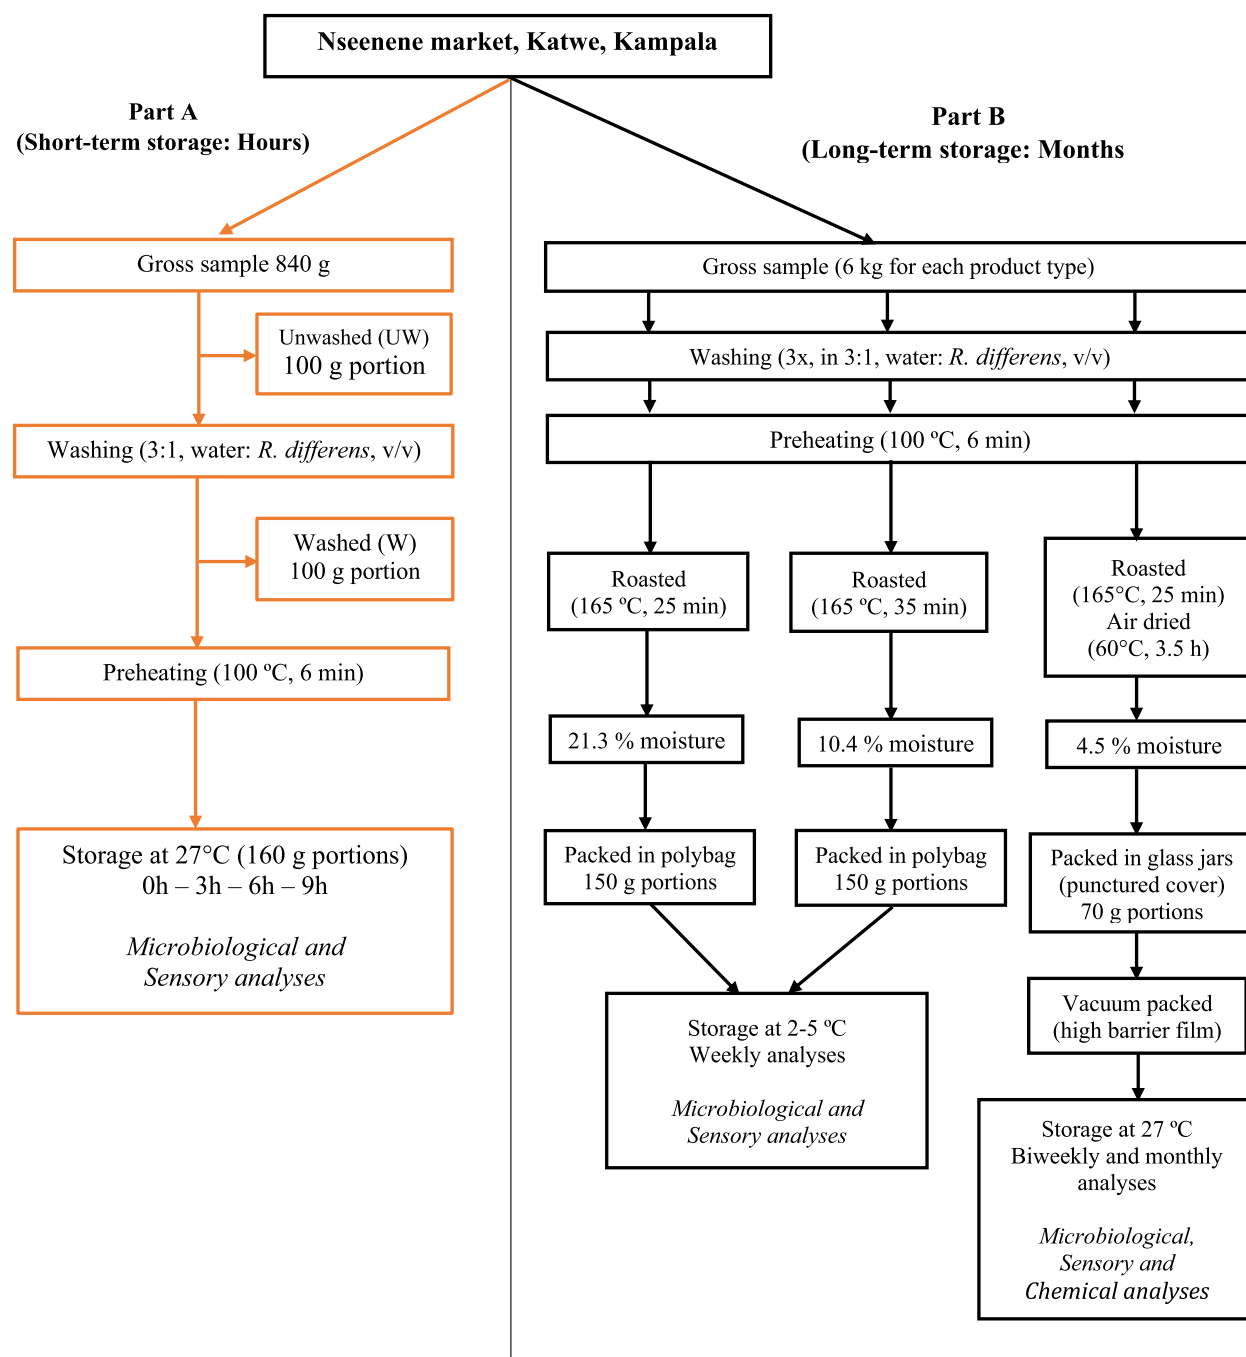 Nseenene market, Katwe, Kampala
Part A
(Short-term storage: Hours)
Gross sample 840 g
Unwashed (UW)
100 g portion
Washing (3:1, water: R. differens, v/v)
Washed (W)
100 g portion
Preheating (100 ºC, 6 min)
Storage at 27°C (160 g portions)
0h – 3h – 6h – 9h
Microbiological and
Sensory analyses
Part B
(Long-term storage: Months
Gross sample (6 kg for each product type)
Washing (3x, in 3:1, water: R. differens, v/v)
Preheating (100 ºC, 6 min)
Roasted
(165 ºC, 25 min)
21.3 % moisture
Packed in polybag
150 g portions
Roasted
(165 ºC, 35 min)
10.4 % moisture
Packed in polybag
150 g portions
Storage at 2-5 ºC
Weekly analyses
Microbiological and
Sensory analyses
Roasted
(165°C, 25 min)
Air dried
(60°C, 3.5 h)
4.5 % moisture
Packed in glass jars
(punctured cover)
70 g portions
Vacuum packed
(high barrier film)
Storage at 27 ºC
Biweekly and monthly
analyses
Microbiological,
Sensory and
Chemical analyses